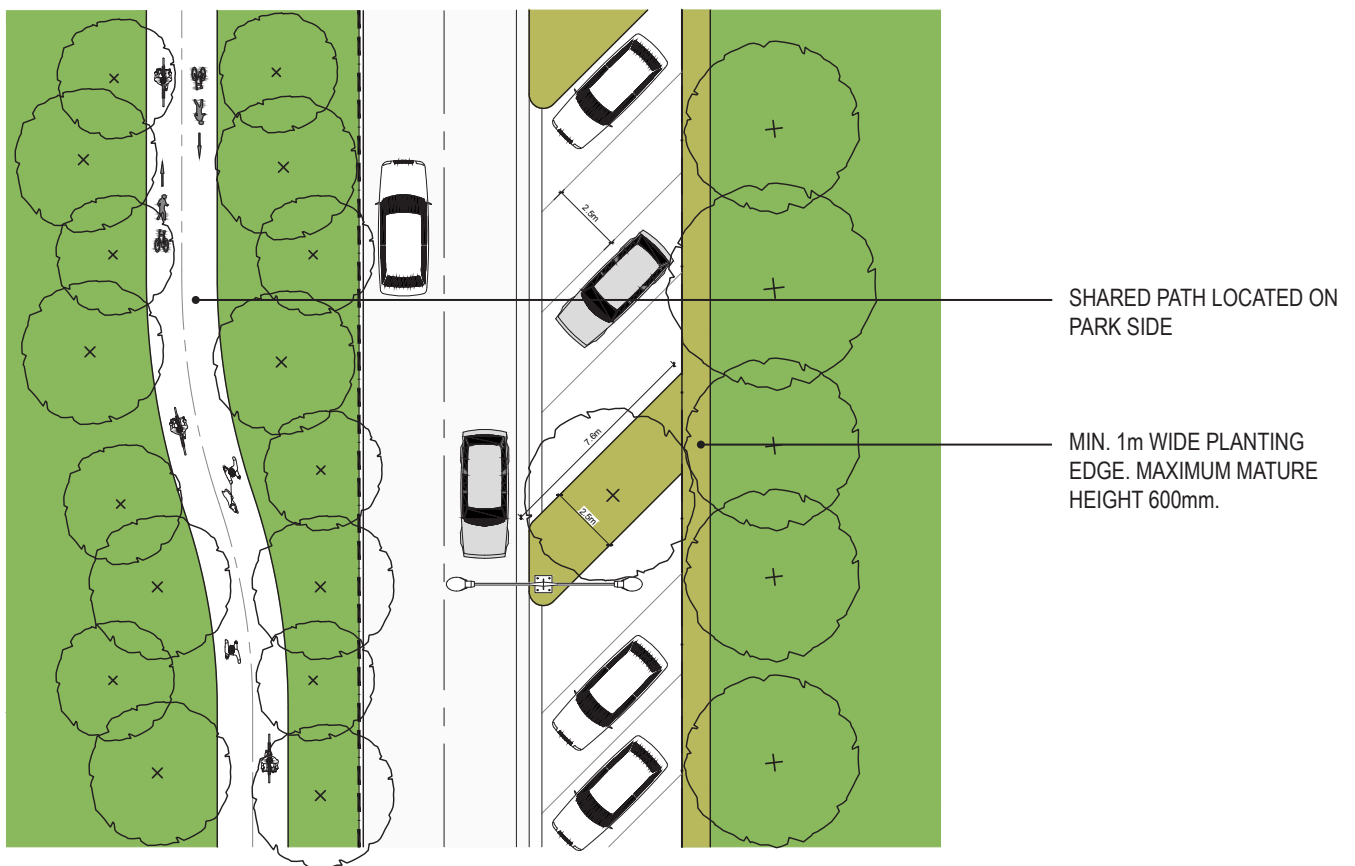 2.5m
SHARED PATH LOCATED ON
PARK SIDE
7.6m
MIN. 1m WIDE PLANTING
EDGE. MAXIMUM MATURE
HEIGHT 600mm.
2.5m